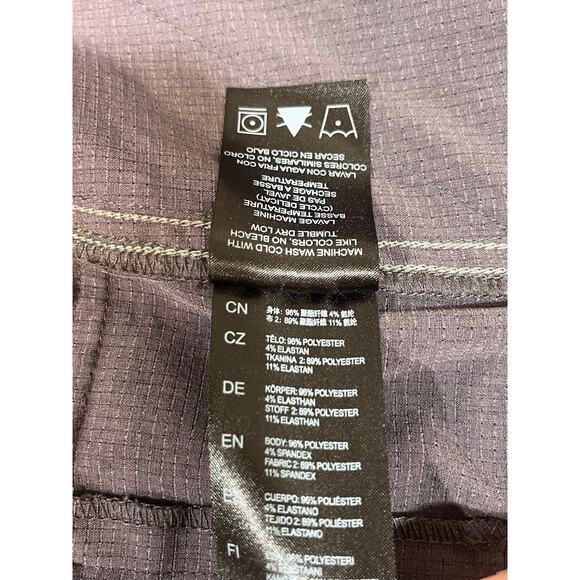 MACHINE WASH COLD WITH
LIKE COLORS, NO BLEACH
TUMBLE DRY LOW
LAVAGE MACHINE
BASSE TEMPERATURE
(CYCLE DELICAT)
PAS DE JAVEL
SECHAGE A BASSE
TEMPERATURE
LAVAR CON AGUA FRIA CON
COLORES SIMILARES, NO CLORO
SECAR EN CICLO BAJO
CN 身体: 96% 聚酯纤维 4% 氨纶
布 2: 89% 聚酯纤维 11% 氨纶
CZ TĚLO: 96% POLYESTER
4% ELASTAN
TKANINA 2: 89% POLYESTER
11% ELASTAN
DE KÖRPER: 96% POLYESTER
4% ELASTHAN
STOFF 2: 89% POLYESTER
11% ELASTHAN
EN BODY: 96% POLYESTER
4% SPANDEX
FABRIC 2: 89% POLYESTER
11% SPANDEX
CUERPO: 96% POLIÉSTER
4% ELASTANO
TEJIDO 2: 89% POLIÉSTER
11% ELASTANO
FI 96% POLYESTERI